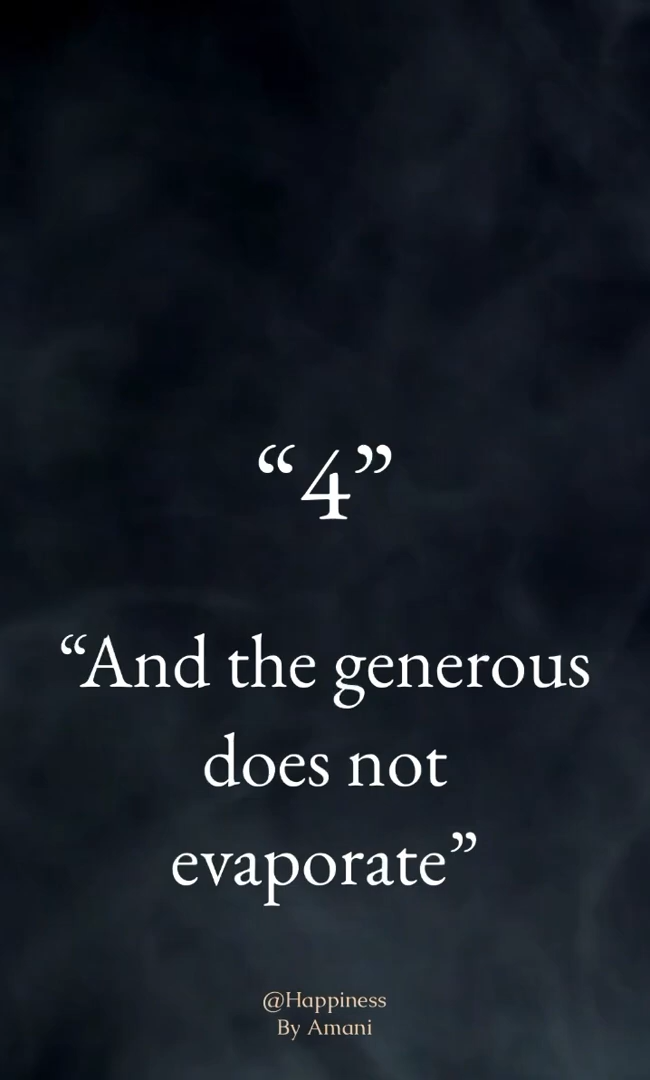 “4”
“And the generous
does not
evaporate”
@Happiness
By Amani